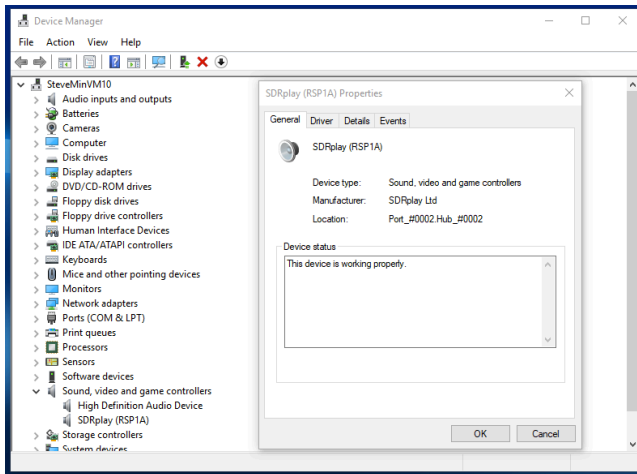 Device Manager
File Action View Help
SteveMinVM10
Audio inputs and outputs
Batteries
Cameras
Computer
Disk drives
Display adapters
DVD/CD-ROM drives
Floppy disk drives
Floppy drive controllers
Human Interface Devices
IDE ATA/ATAPI controllers
Keyboards
Mice and other pointing devices
Monitors
Network adapters
Ports (COM & LPT)
Print queues
Processors
Sensors
Software devices
Sound, video and game controllers
High Definition Audio Device
SDRplay (RSP1A)
Storage controllers
System devices
SDRplay (RSP1A) Properties
General Driver Details Events
SDRplay (RSP1A)
Device type: Sound, video and game controllers
Manufacturer: SDRplay Ltd
Location: Port_#0002.Hub_#0002
Device status
This device is working properly.
OK Cancel